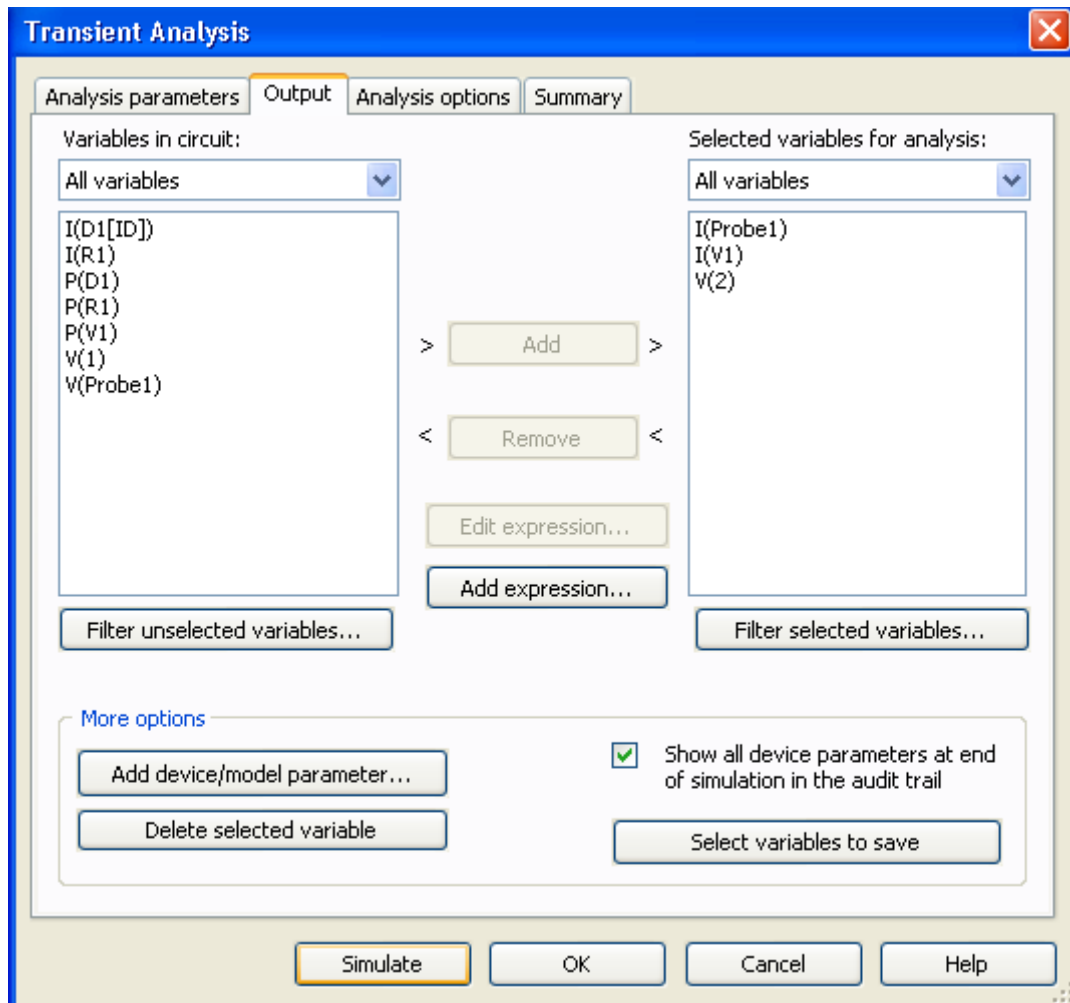 Transient Analysis
Analysis parameters
Output
Analysis options
Summary
Variables in circuit:
All variables
I(D1[ID])
I(R1)
P(D1)
P(R1)
P(V1)
V(1)
V(Probe1)
Filter unselected variables...
> Add >
< Remove <
Edit expression...
Add expression...
Selected variables for analysis:
All variables
I(Probe1)
I(V1)
V(2)
Filter selected variables...
More options
Add device/model parameter...
Delete selected variable
Show all device parameters at end
of simulation in the audit trail
Select variables to save
Simulate
OK
Cancel
Help